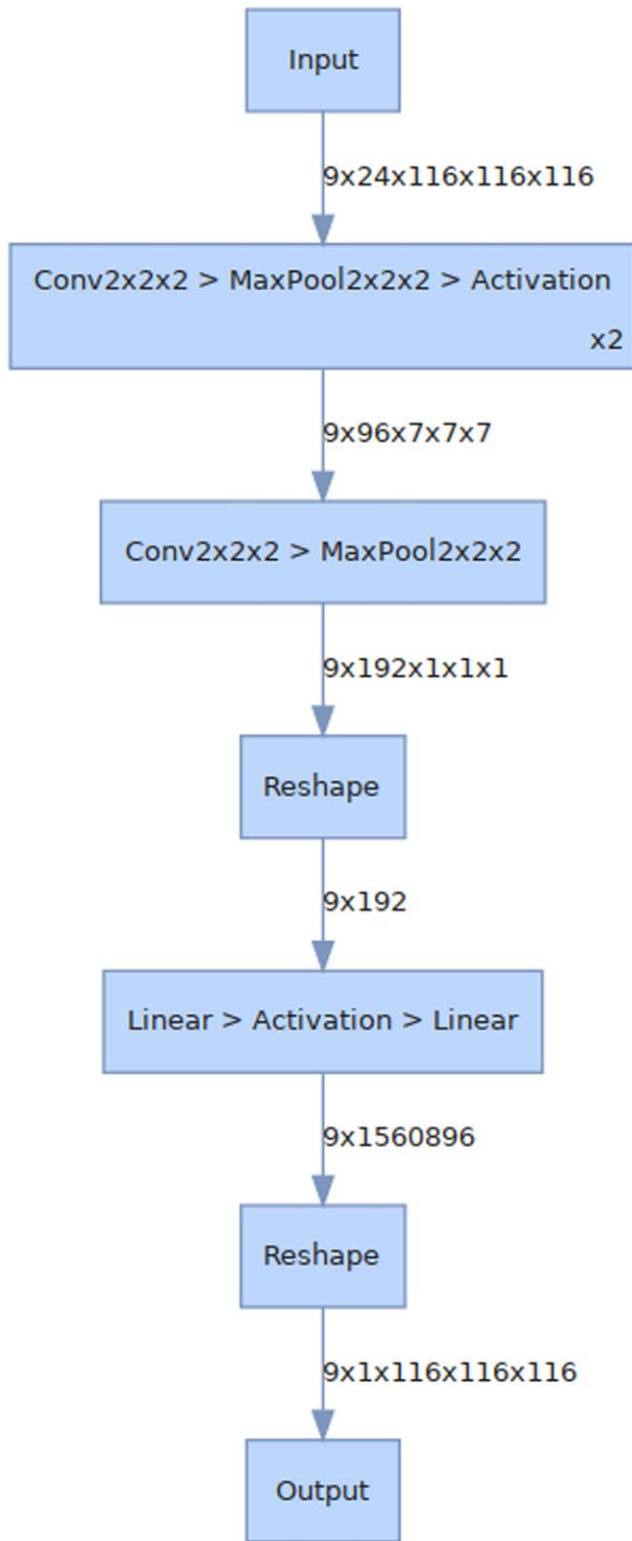 Input
9x24x116x116x116
Conv2x2x2 > MaxPool2x2x2 > Activation
x2
9x96x7x7x7
Conv2x2x2 > MaxPool2x2x2
9x192x1x1x1
Reshape
9x192
Linear > Activation > Linear
9x1560896
Reshape
9x1x116x116x116
Output